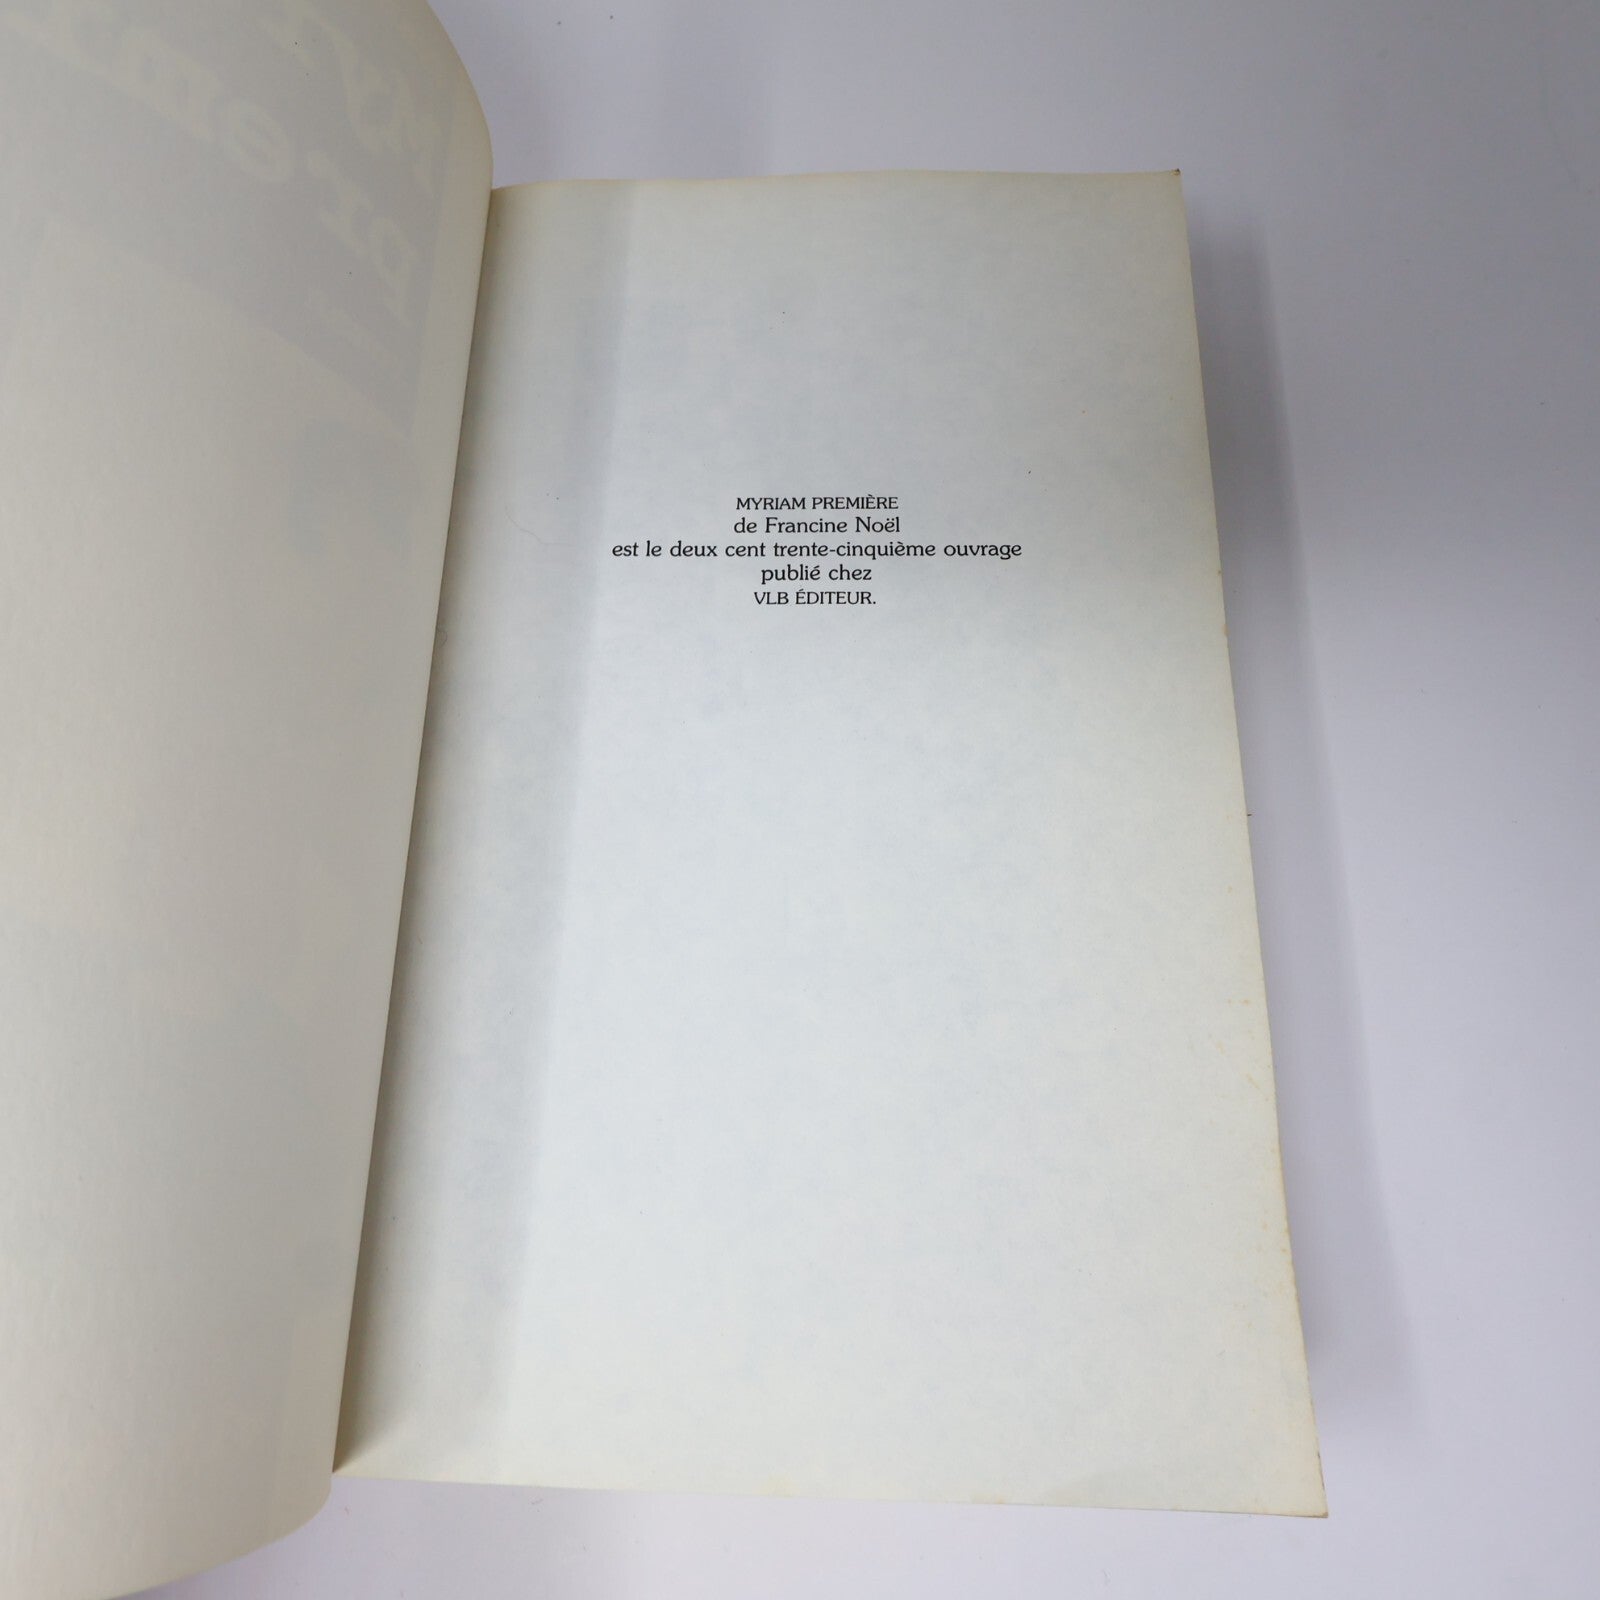 MYRIAM PREMIÈRE
de Francine Noël
est le deux cent trente-cinquième ouvrage
publié chez
VLB ÉDITEUR.